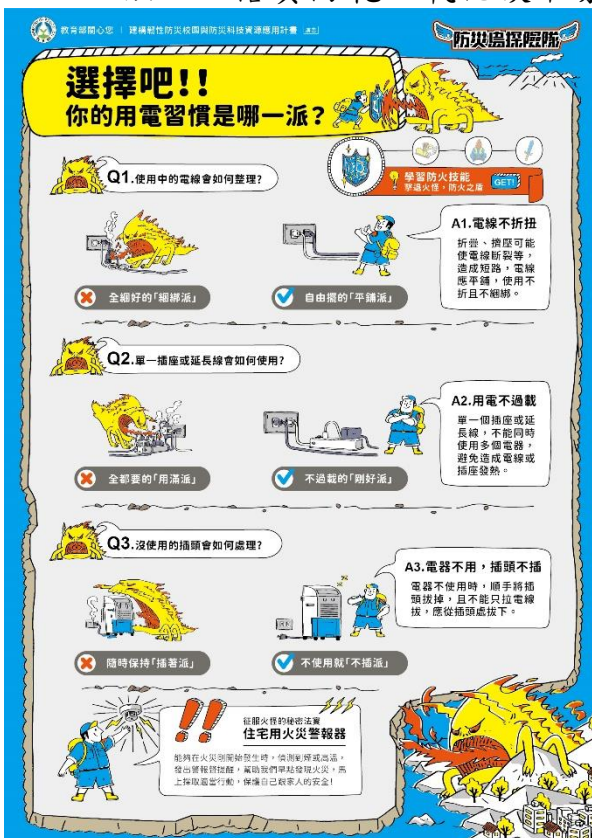 教育部關心您｜建構韌性防災校園與防災科技資源應用計畫
防災島探險隊
選擇吧!!
你的用電習慣是哪一派?
學習防火技能
擊退火怪,防火之盾
GET!
Q1.使用中的電線會如何整理?
全綑好的「綑綁派」
自由擺的「平鋪派」
A1.電線不折扭
折疊、擠壓可能
使電線斷裂等,
造成短路,電線
應平鋪,使用不
折且不綑綁。
Q2.單一插座或延長線會如何使用?
全都要的「用滿派」
不過載的「剛好派」
A2.用電不過載
單一個插座或延
長線,不能同時
使用多個電器,
避免造成電線或
插座發熱。
Q3.沒使用的插頭會如何處理?
隨時保持「插著派」
不使用就「不插派」
A3.電器不用,插頭不插
電器不使用時,順手將插
頭拔掉,且不能只拉電線
拔,應從插頭處拔下。
征服火怪的秘密法寶
住宅用火災警報器
能夠在火災剛開始發生時,偵測到煙或高溫,
發出警報聲提醒,幫助我們早點發現火災,馬
上採取適當行動,保護自己跟家人的安全!